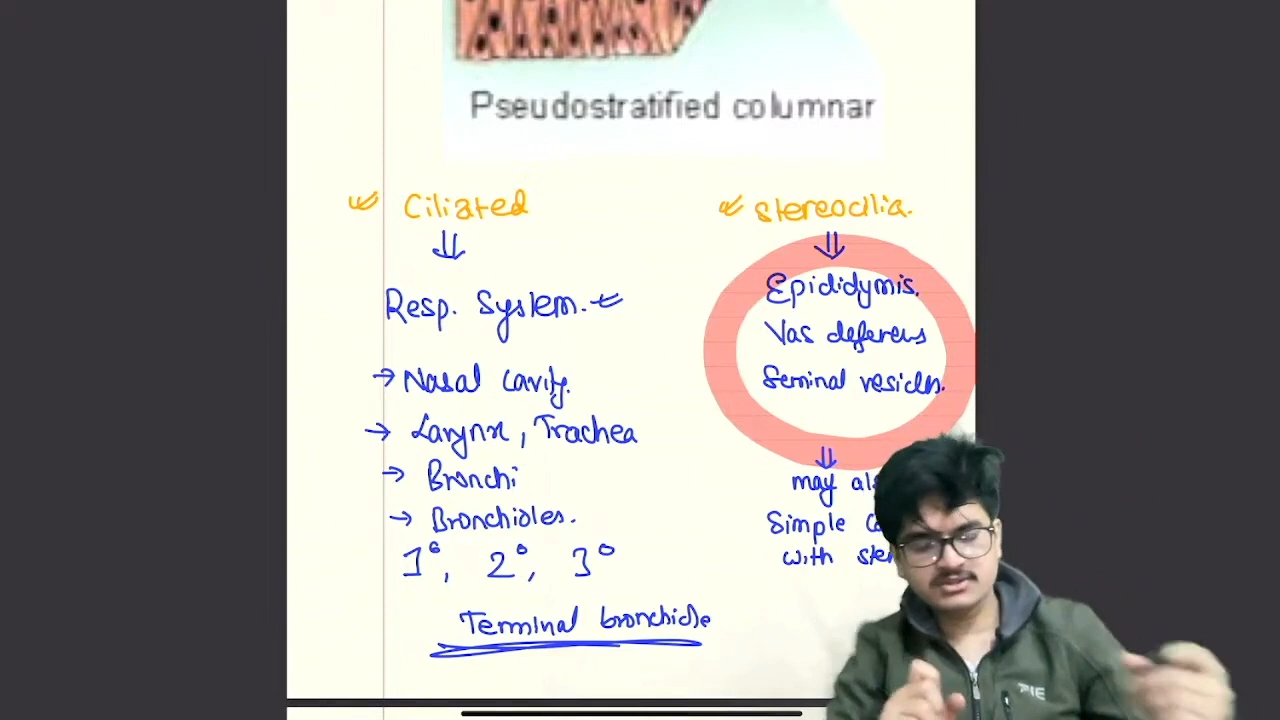 Pseudostratified columnar
Ciliated
Resp. System.
→ Nasal cavity.
→ Larynx, Trachea
→ Bronchi
→ Bronchioles.
1°, 2°, 3°
Terminal bronchiole
Stereocilia.
Epididymis.
Vas deferens
Seminal vesicles.
may
Simple
with